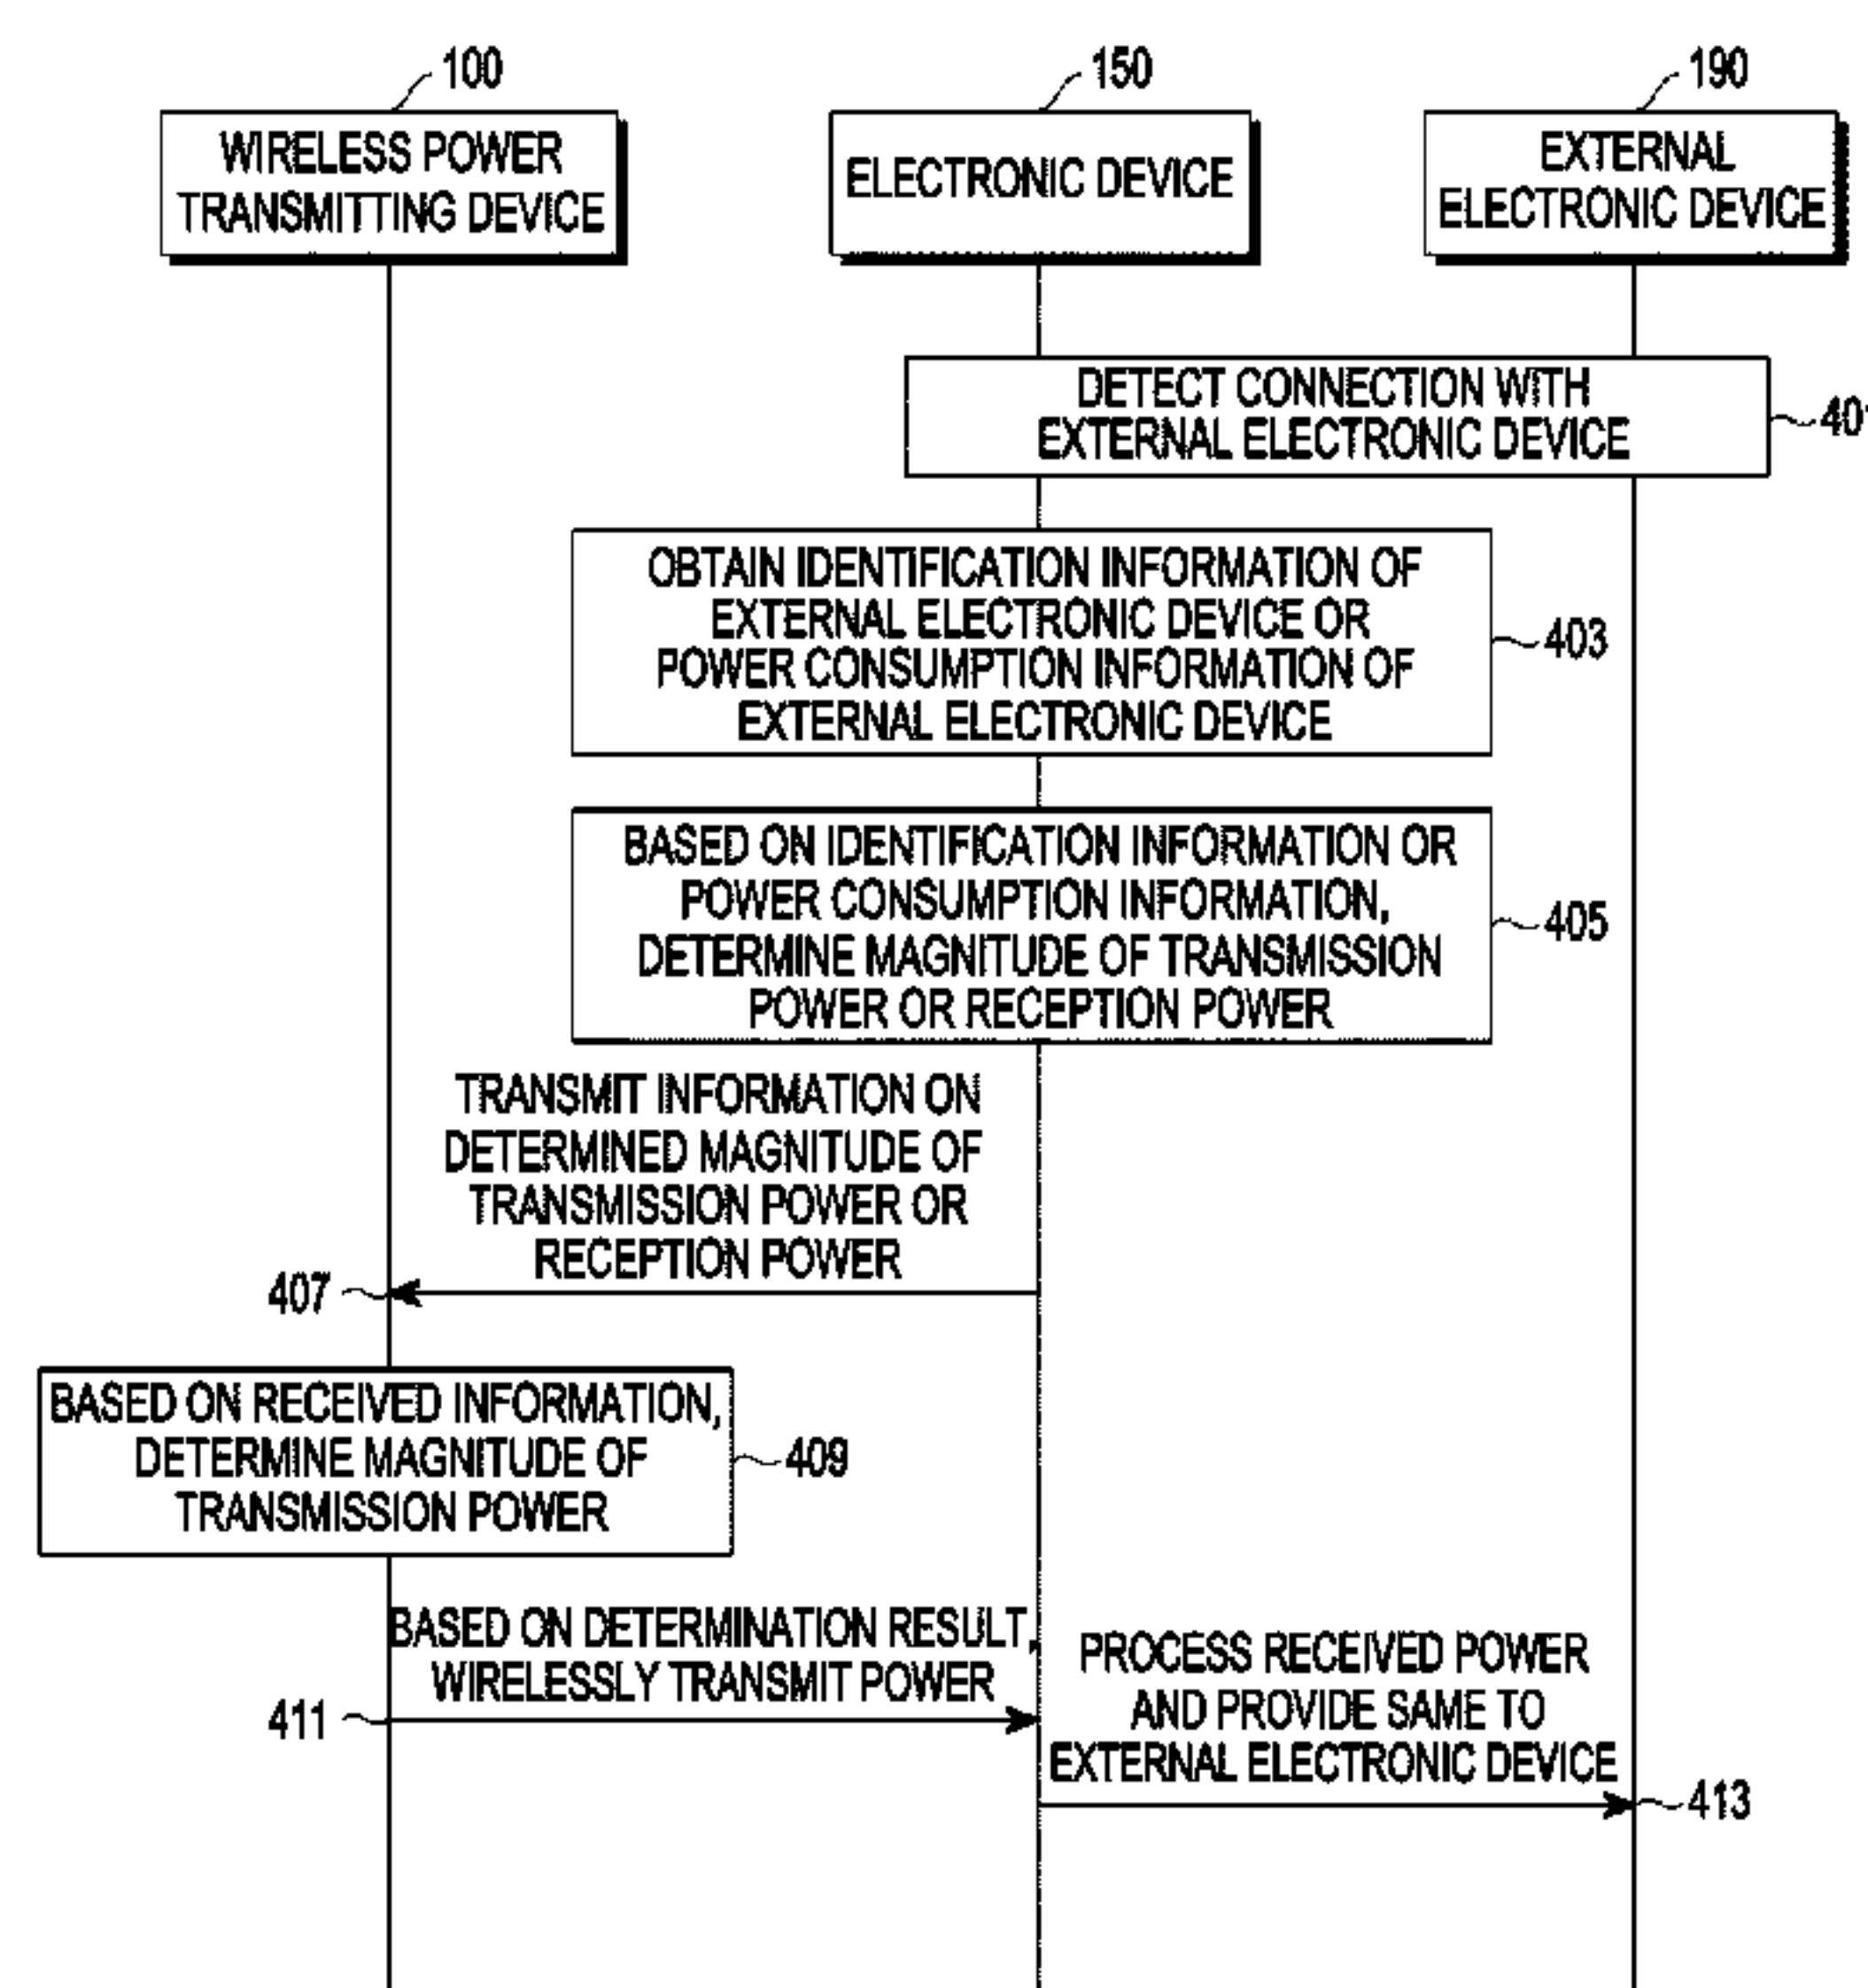 100
150
190
WIRELESS POWER
TRANSMITTING DEVICE
ELECTRONIC DEVICE
EXTERNAL
ELECTRONIC DEVICE
DETECT CONNECTION WITH
EXTERNAL ELECTRONIC DEVICE
401
OBTAIN IDENTIFICATION INFORMATION OF
EXTERNAL ELECTRONIC DEVICE OR
POWER CONSUMPTION INFORMATION OF
EXTERNAL ELECTRONIC DEVICE
403
BASED ON IDENTIFICATION INFORMATION OR
POWER CONSUMPTION INFORMATION,
DETERMINE MAGNITUDE OF TRANSMISSION
POWER OR RECEPTION POWER
405
TRANSMIT INFORMATION ON
DETERMINED MAGNITUDE OF
TRANSMISSION POWER OR
RECEPTION POWER
407
BASED ON RECEIVED INFORMATION,
DETERMINE MAGNITUDE OF
TRANSMISSION POWER
409
BASED ON DETERMINATION RESULT,
WIRELESSLY TRANSMIT POWER
411
PROCESS RECEIVED POWER
AND PROVIDE SAME TO
EXTERNAL ELECTRONIC DEVICE
413